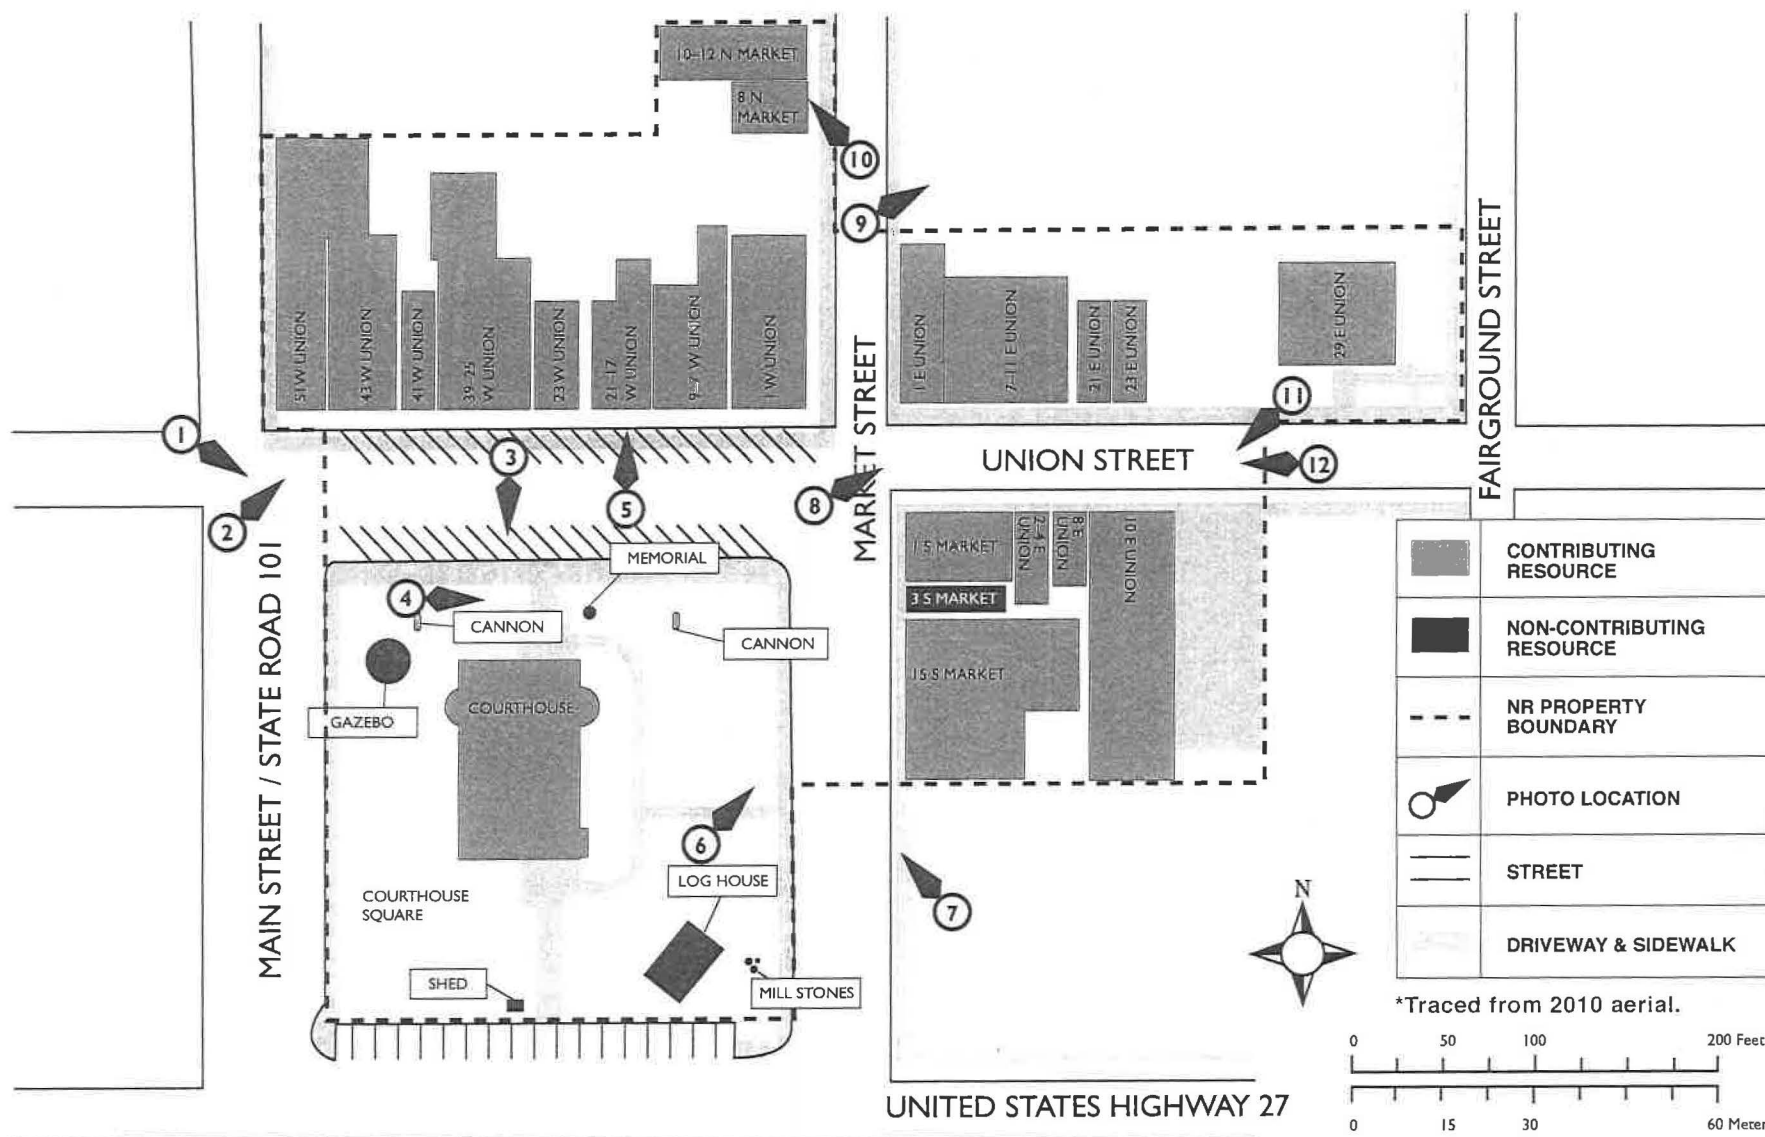 10–12 N MARKET
8 N
MARKET
10
9
51 W UNION
43 W UNION
41 W UNION
39-25
W UNION
23 W UNION
21-17
W UNION
9-7 W UNION
1 W UNION
1 E UNION
7-11 E UNION
21 E UNION
23 E UNION
29 E UNION
FAIRGROUND STREET
MARKET STREET
UNION STREET
MAIN STREET / STATE ROAD 101
1
2
3
5
8
11
12
MEMORIAL
4
CANNON
CANNON
GAZEBO
COURTHOUSE
6
LOG HOUSE
COURTHOUSE
SQUARE
SHED
MILL STONES
1 S MARKET
2-4 E
UNION
8 E
UNION
10 E UNION
3 S MARKET
15 S MARKET
7
UNITED STATES HIGHWAY 27
N
CONTRIBUTING
RESOURCE
NON-CONTRIBUTING
RESOURCE
NR PROPERTY
BOUNDARY
PHOTO LOCATION
STREET
DRIVEWAY & SIDEWALK
*Traced from 2010 aerial.
0 50 100 200 Feet
0 15 30 60 Meter